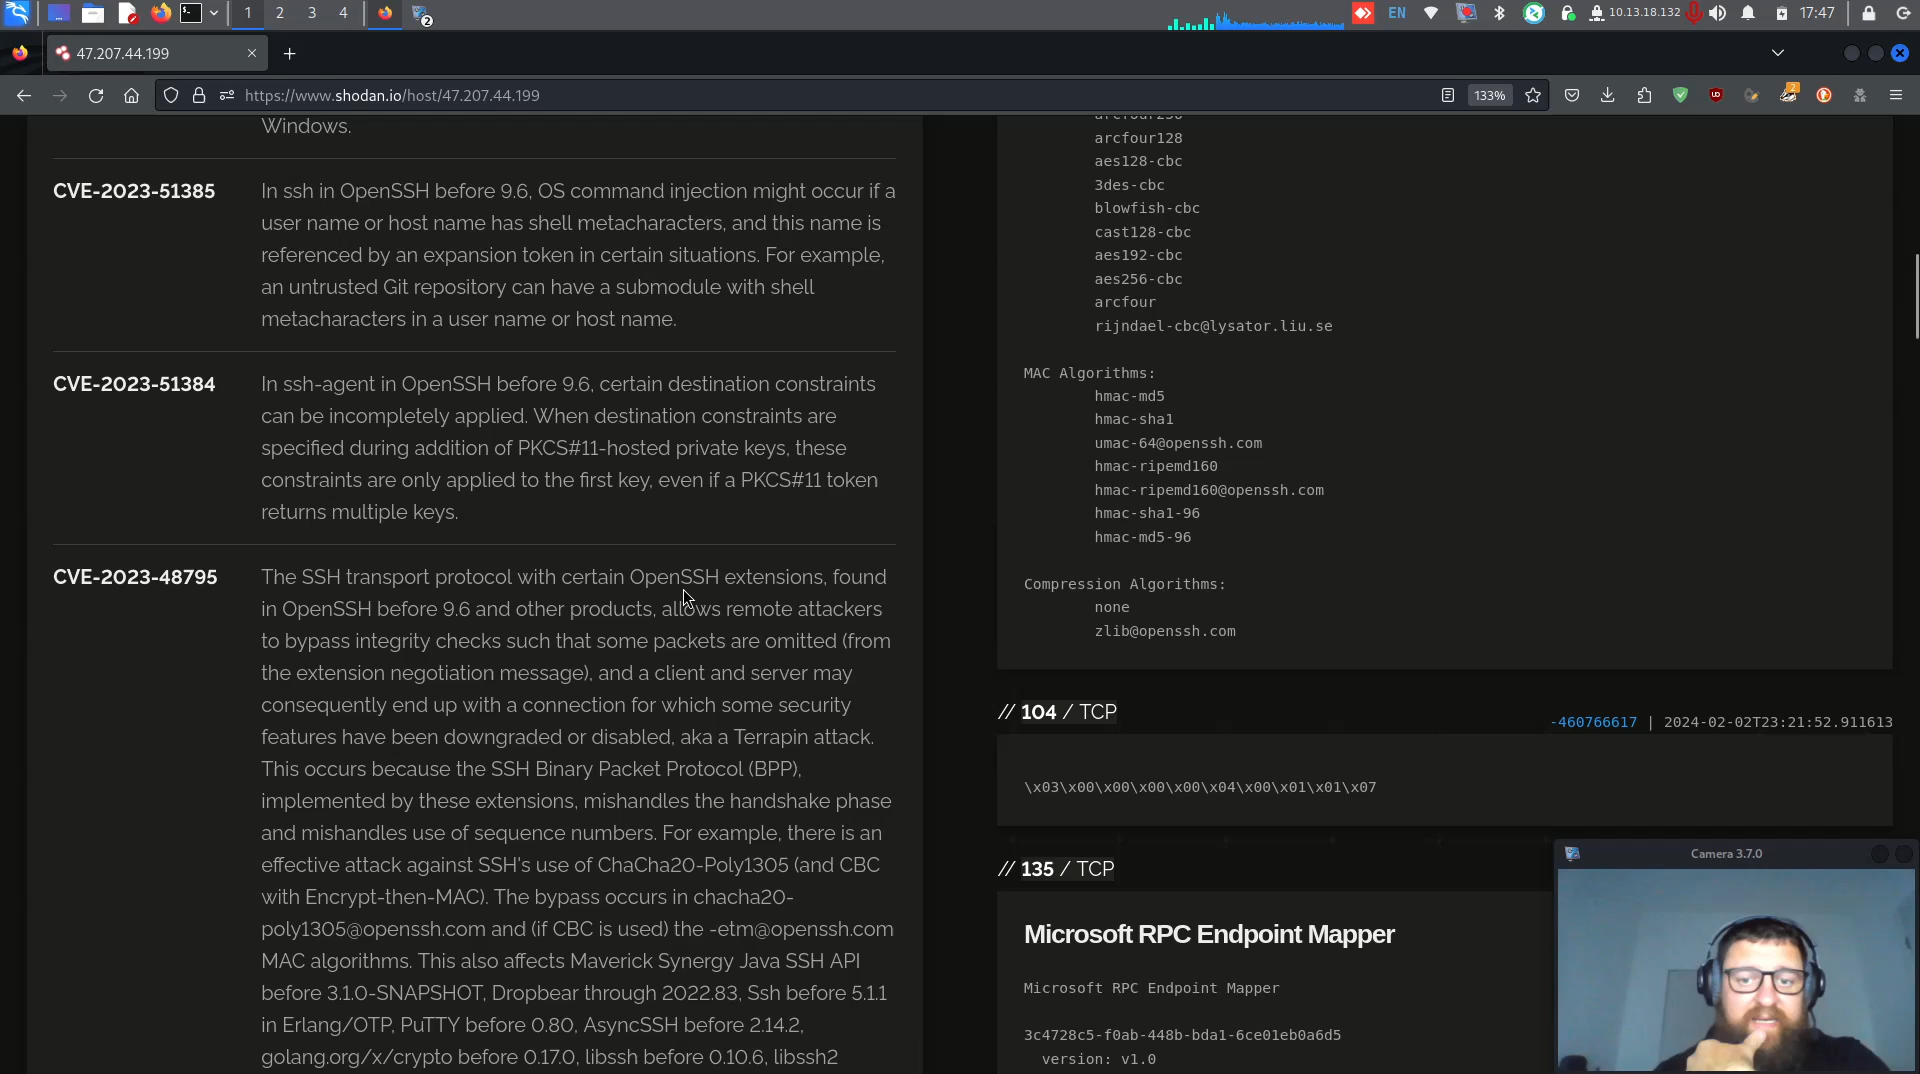 1
2
3
4
2
EN
10.13.18.132
17:47
47.207.44.199
https://www.shodan.io/host/47.207.44.199
133%
2
Windows.
CVE-2023-51385
In ssh in OpenSSH before 9.6, OS command injection might occur if a
user name or host name has shell metacharacters, and this name is
referenced by an expansion token in certain situations. For example,
an untrusted Git repository can have a submodule with shell
metacharacters in a user name or host name.
CVE-2023-51384
In ssh-agent in OpenSSH before 9.6, certain destination constraints
can be incompletely applied. When destination constraints are
specified during addition of PKCS#11-hosted private keys, these
constraints are only applied to the first key, even if a PKCS#11 token
returns multiple keys.
CVE-2023-48795
The SSH transport protocol with certain OpenSSH extensions, found
in OpenSSH before 9.6 and other products, allows remote attackers
to bypass integrity checks such that some packets are omitted (from
the extension negotiation message), and a client and server may
consequently end up with a connection for which some security
features have been downgraded or disabled, aka a Terrapin attack.
This occurs because the SSH Binary Packet Protocol (BPP),
implemented by these extensions, mishandles the handshake phase
and mishandles use of sequence numbers. For example, there is an
effective attack against SSH's use of ChaCha20-Poly1305 (and CBC
with Encrypt-then-MAC). The bypass occurs in chacha20-
poly1305@openssh.com and (if CBC is used) the -etm@openssh.com
MAC algorithms. This also affects Maverick Synergy Java SSH API
before 3.1.0-SNAPSHOT, Dropbear through 2022.83, Ssh before 5.1.1
in Erlang/OTP, PuTTY before 0.80, AsyncSSH before 2.14.2,
golang.org/x/crypto before 0.17.0, libssh before 0.10.6, libssh2
arcfour256
arcfour128
aes128-cbc
3des-cbc
blowfish-cbc
cast128-cbc
aes192-cbc
aes256-cbc
arcfour
rijndael-cbc@lysator.liu.se
MAC Algorithms:
hmac-md5
hmac-sha1
umac-64@openssh.com
hmac-ripemd160
hmac-ripemd160@openssh.com
hmac-sha1-96
hmac-md5-96
Compression Algorithms:
none
zlib@openssh.com
// 104 / TCP
-460766617 | 2024-02-02T23:21:52.911613
\x03\x00\x00\x00\x00\x04\x00\x01\x01\x07
// 135 / TCP
Microsoft RPC Endpoint Mapper
Microsoft RPC Endpoint Mapper
3c4728c5-f0ab-448b-bda1-6ce01eb0a6d5
version: v1.0
Camera 3.7.0